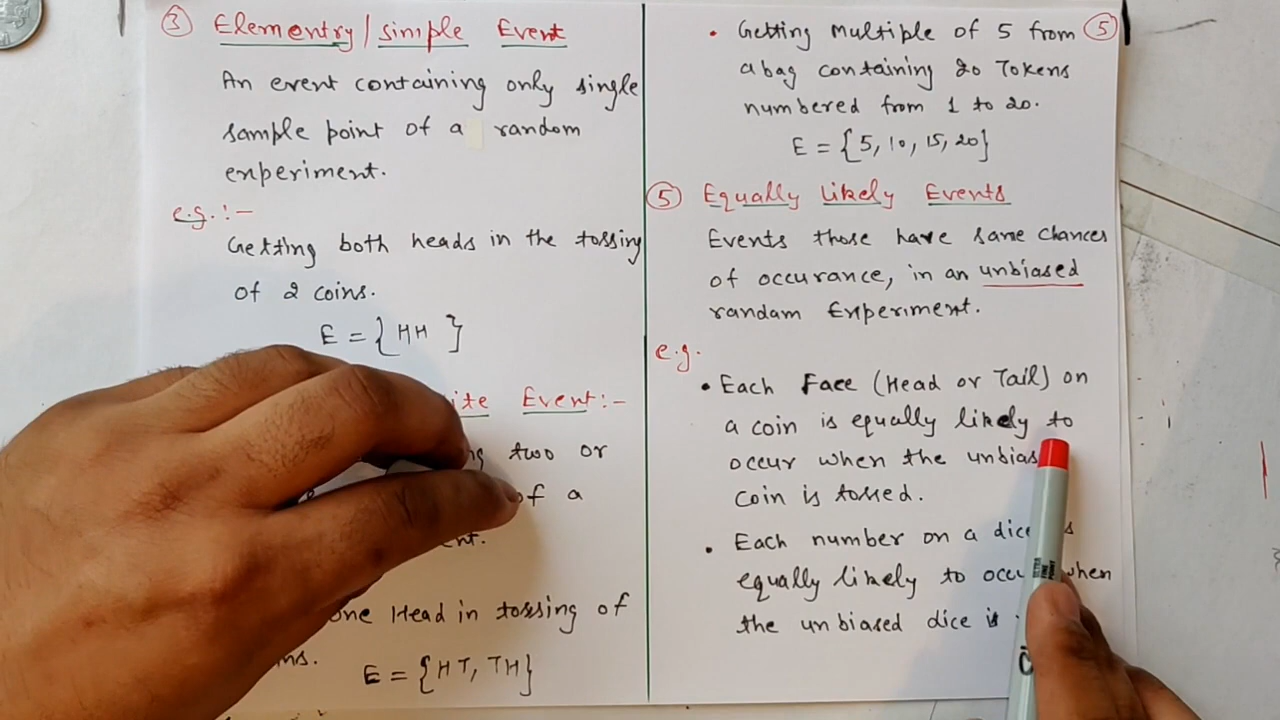 ③ Elementry/simple Event
An event containing only single
sample point of a random
experiment.
e.g. :-
Getting both heads in the tossing
of 2 coins.
E = {HH}
Event:-
two or
of a
one Head in tossing of
E = {HT, TH}
• Getting Multiple of 5 from ⑤
a bag containing 20 Tokens
numbered from 1 to 20.
E = {5, 10, 15, 20}
⑤ Equally Likely Events
Events those have same chances
of occurance, in an unbiased
randam Experiment.
e.g.
• Each Face (Head or Tail) on
a coin is equally likely to
occur when the unbias
coin is tossed.
• Each number on a dice
equally likely to when
the unbiased dice is